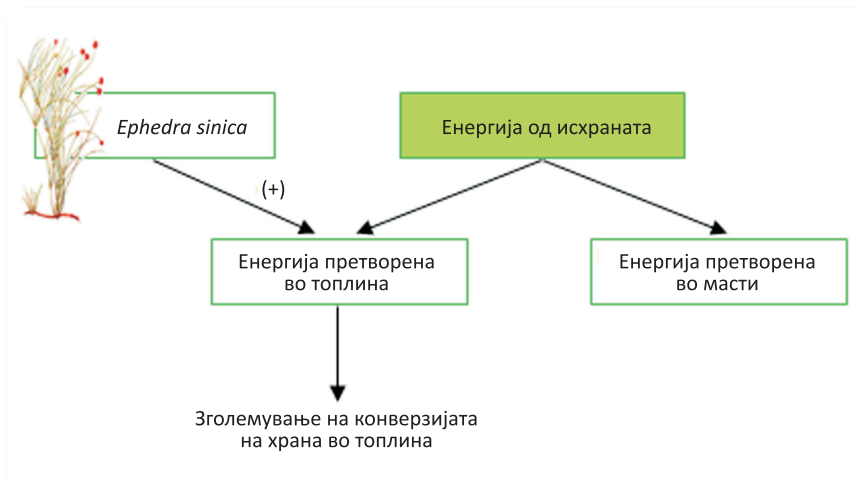 Ephedra sinica
Енергија од исхраната
(+)
Енергија претворена
во топлина
Енергија претворена
во масти
Зголемување на конверзијата
на храна во топлина